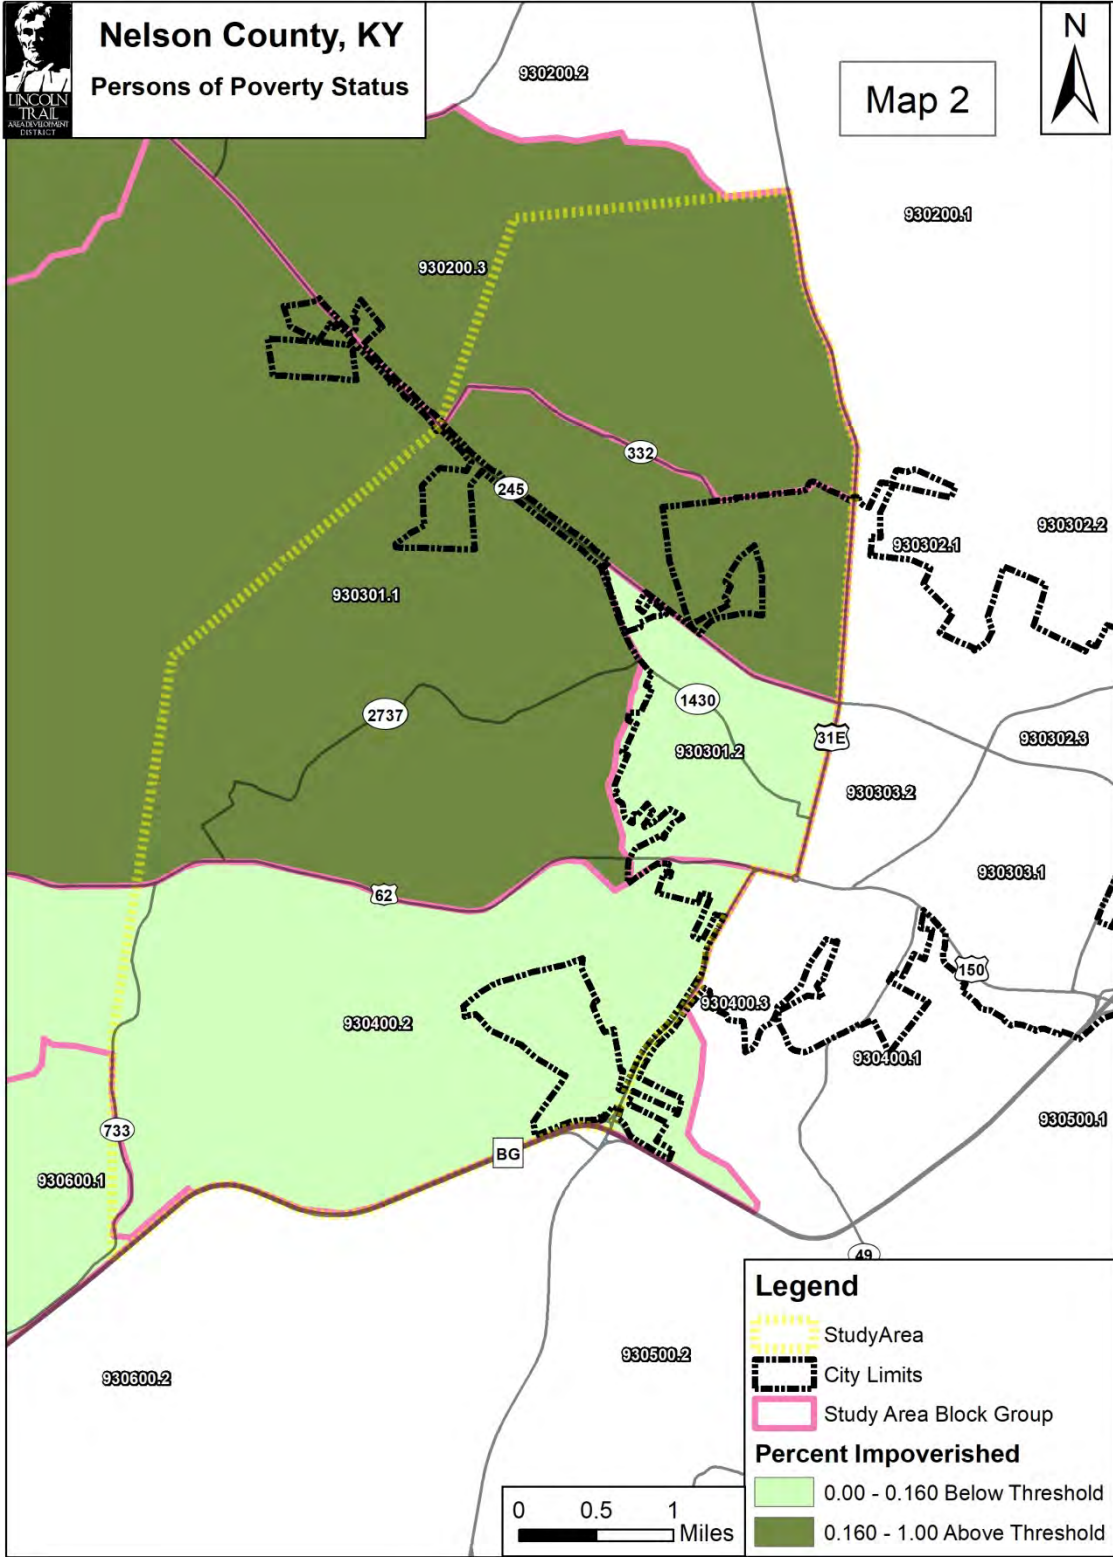 LINCOLN
TRAIL
AREA DEVELOPMENT
DISTRICT
Nelson County, KY
Persons of Poverty Status
Map 2
N
930200.2
930200.1
930200.3
332
245
930302.2
930302.1
930301.1
2737
1430
31E
930302.3
930301.2
930303.2
930303.1
62
150
930400.3
930400.2
930400.1
930500.1
733
BG
930600.1
49
930500.2
930600.2
Legend
StudyArea
City Limits
Study Area Block Group
Percent Impoverished
0.00 - 0.160 Below Threshold
0.160 - 1.00 Above Threshold
0 0.5 1
Miles